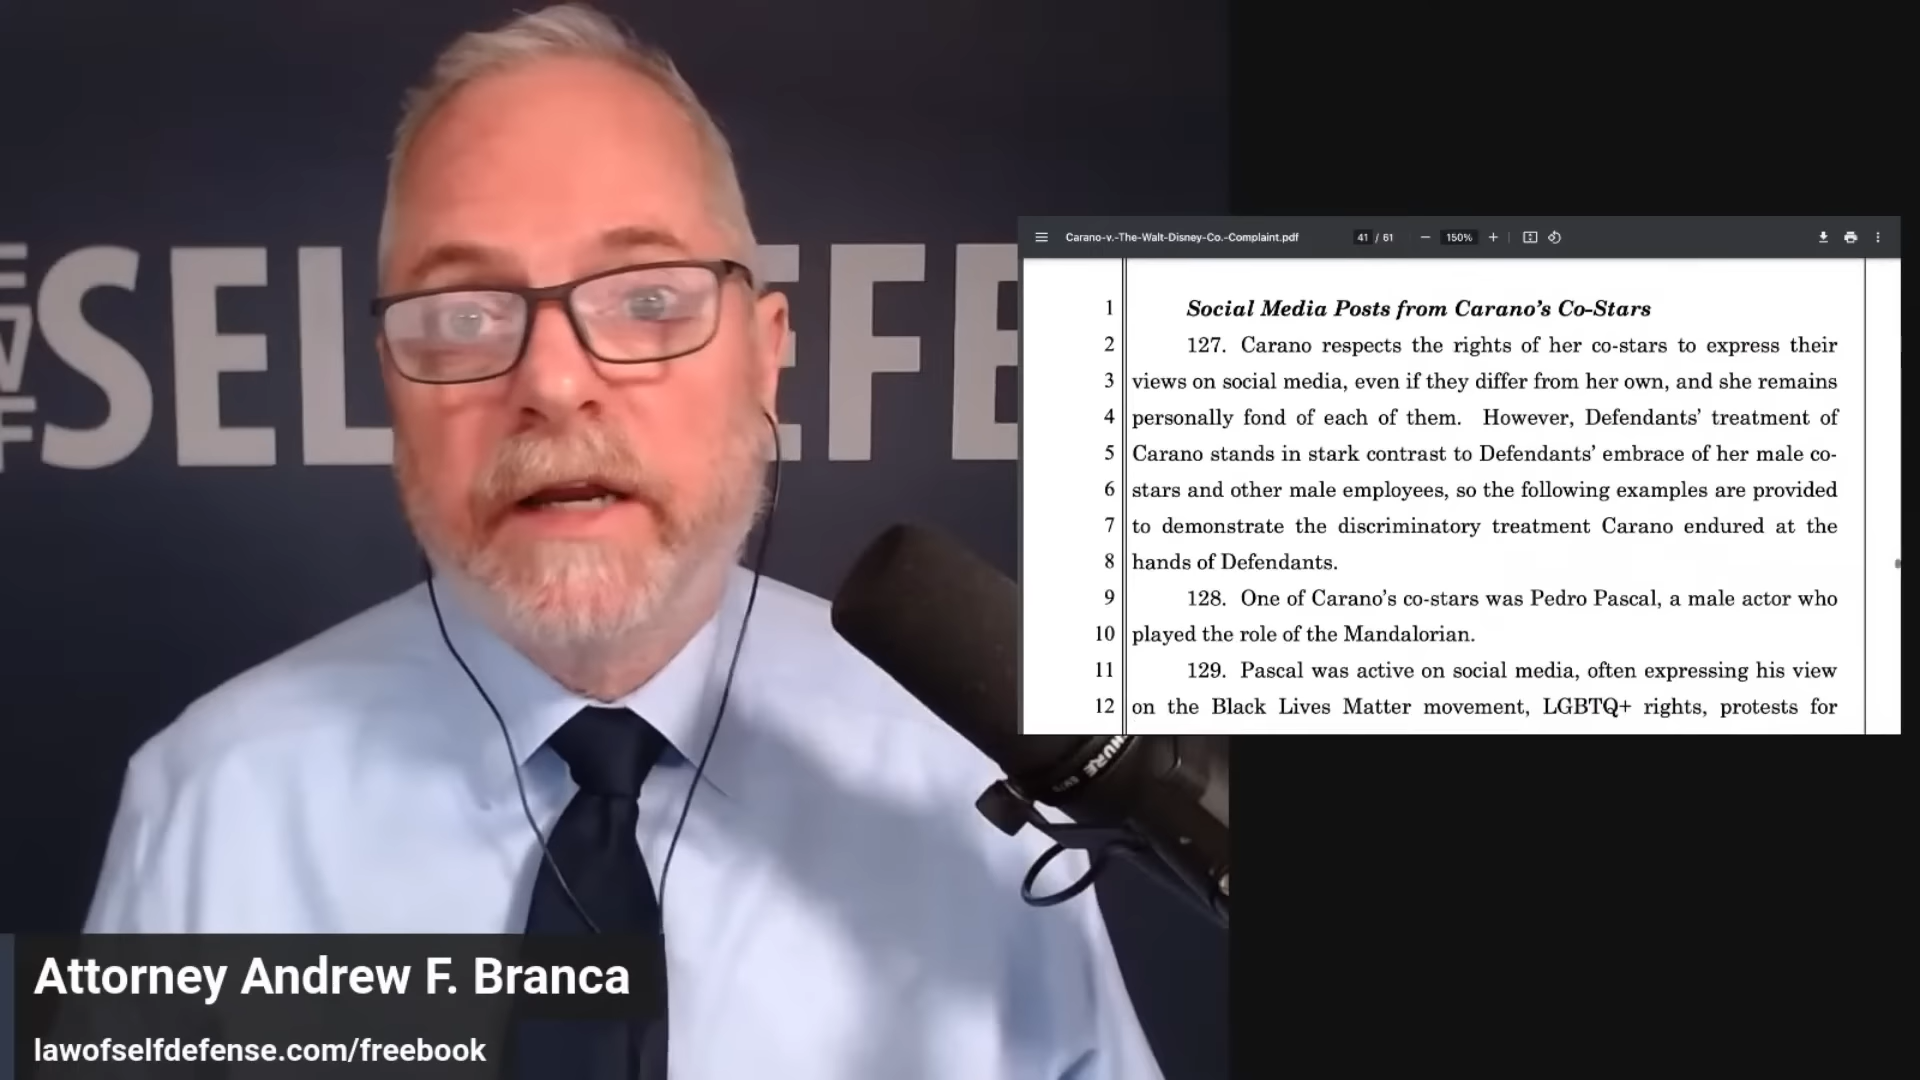 SEL EFE
Carano-v.-The-Walt-Disney-Co.-Complaint.pdf
41 / 61
150%
1 Social Media Posts from Carano's Co-Stars
2 127. Carano respects the rights of her co-stars to express their
3 views on social media, even if they differ from her own, and she remains
4 personally fond of each of them. However, Defendants' treatment of
5 Carano stands in stark contrast to Defendants' embrace of her male co-
6 stars and other male employees, so the following examples are provided
7 to demonstrate the discriminatory treatment Carano endured at the
8 hands of Defendants.
9 128. One of Carano's co-stars was Pedro Pascal, a male actor who
10 played the role of the Mandalorian.
11 129. Pascal was active on social media, often expressing his view
12 on the Black Lives Matter movement, LGBTQ+ rights, protests for
Attorney Andrew F. Branca
lawofselfdefense.com/freebook